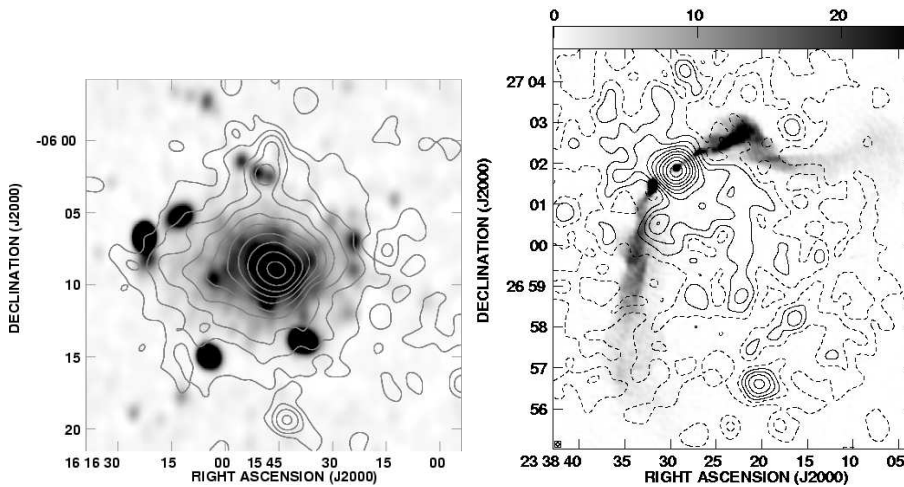 -06 00
05
10
15
20
DECLINATION (J2000)
16 16 30 15 00 15 45 30 15 00
RIGHT ASCENSION (J2000)
0 10 20
27 04
03
02
01
00
26 59
58
57
56
DECLINATION (J2000)
23 38 40 35 30 25 20 15 10 05
RIGHT ASCENSION (J2000)